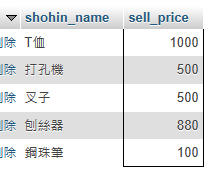 shohin_name sell_price
刪除 T恤 1000
刪除 打孔機 500
刪除 叉子 500
刪除 刨絲器 880
刪除 鋼珠筆 100